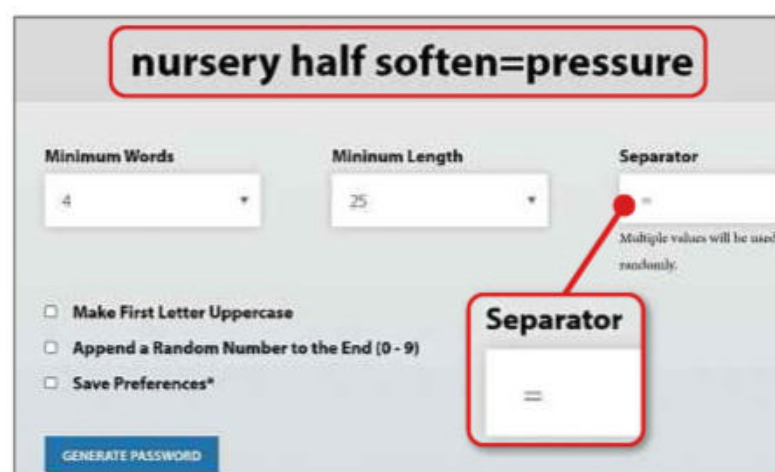 nursery half soften=pressure
Minimum Words
Mininum Length
Separator
4
25
=
Multiple values will be used
randomly.
Make First Letter Uppercase
Append a Random Number to the End (0 - 9)
Save Preferences*
Separator
=
GENERATE PASSWORD